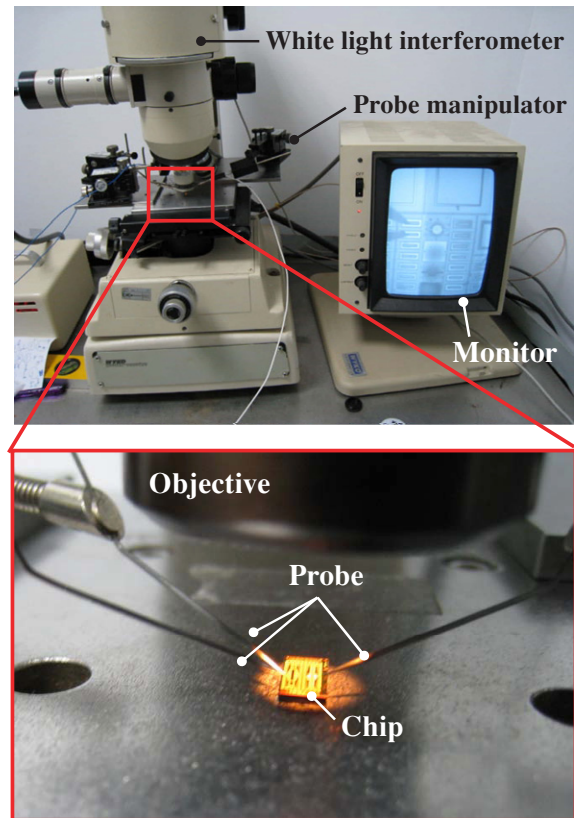 White light interferometer
Probe manipulator
Monitor
Objective
Probe
Chip